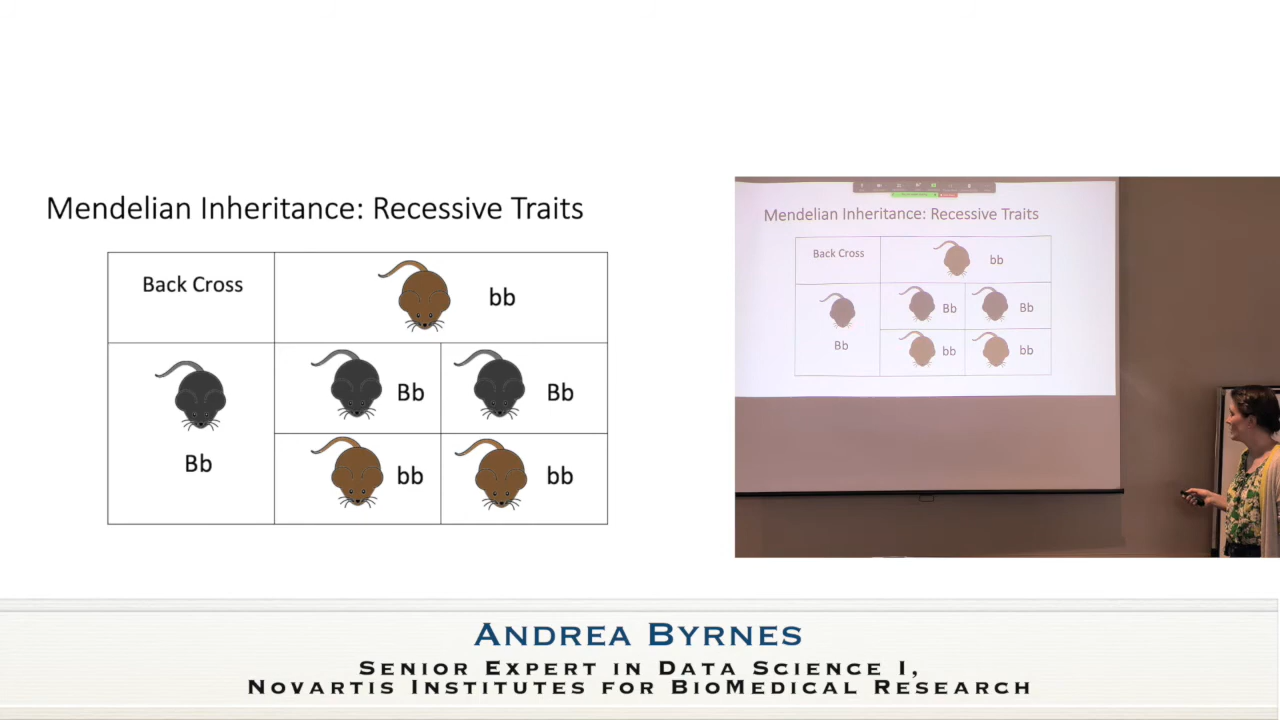 Mendelian Inheritance: Recessive Traits
Back Cross
bb
Bb
Bb
Bb
bb
bb
Mendelian Inheritance: Recessive Traits
Back Cross
bb
Bb
Bb
Bb
bb
bb
ANDREA BYRNES
SENIOR EXPERT IN DATA SCIENCE I,
NOVARTIS INSTITUTES FOR BIOMEDICAL RESEARCH